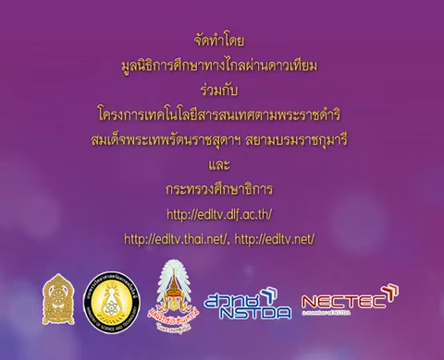 จัดทำโดย
มูลนิธิการศึกษาทางไกลผ่านดาวเทียม
ร่วมกับ
โครงการเทคโนโลยีสารสนเทศตามพระราชดำริ
สมเด็จพระเทพรัตนราชสุดาฯ สยามบรมราชกุมารี
และ
กระทรวงศึกษาธิการ
http://edltv.dlf.ac.th/
http://edltv.thai.net/, http://edltv.net/
สวทช
NSTDA
NECTEC
a member of NSTDA